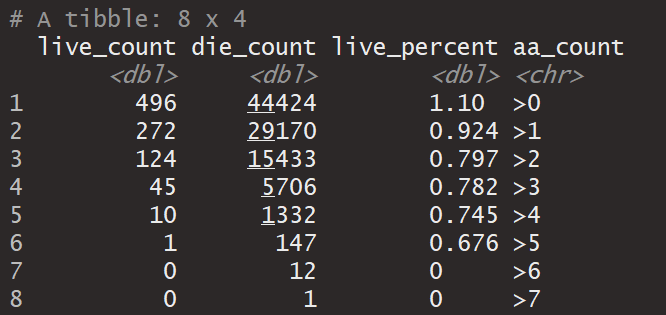 # A tibble: 8 x 4
live_count die_count live_percent aa_count
<dbl> <dbl> <dbl> <chr>
1 496 44424 1.10 >0
2 272 29170 0.924 >1
3 124 15433 0.797 >2
4 45 5706 0.782 >3
5 10 1332 0.745 >4
6 1 147 0.676 >5
7 0 12 0 >6
8 0 1 0 >7